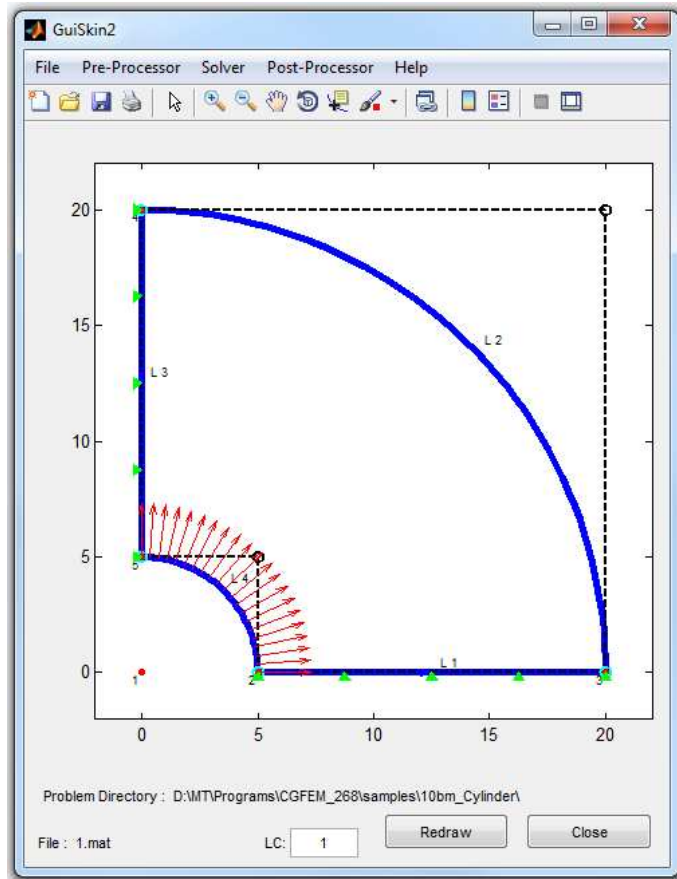 GuiSkin2
File Pre-Processor Solver Post-Processor Help
20
4
L 2
15
L 3
10
5
5
L 4
L 1
0
1
2
3
0 5 10 15 20
Problem Directory : D:\MT\Programs\CGFEM_268\samples\10bm_Cylinder\
File : 1.mat LC: 1 Redraw Close